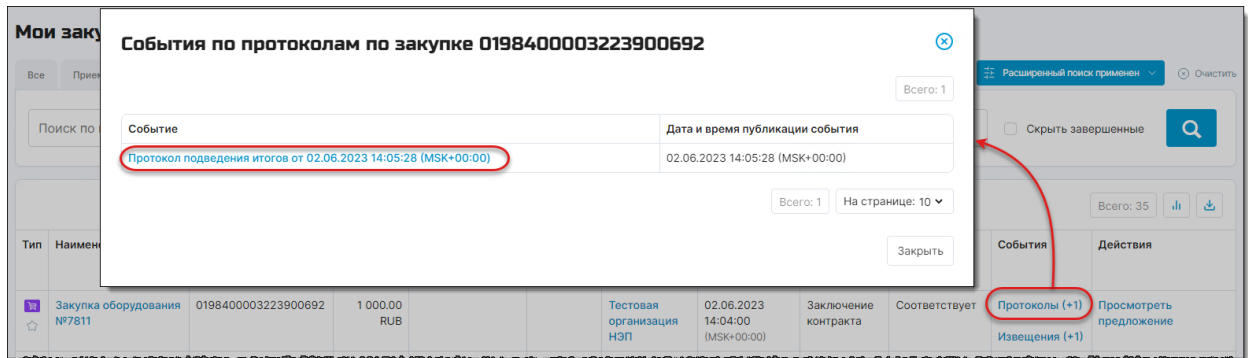 Мои заку
События по протоколам по закупке 0198400003223900692
Все
Прием
Расширенный поиск применен
Очистить
Всего: 1
Поиск по
Скрыть завершенные
Событие
Дата и время публикации события
Протокол подведения итогов от 02.06.2023 14:05:28 (MSK+00:00)
02.06.2023 14:05:28 (MSK+00:00)
Всего: 1
На странице: 10
Всего: 35
Закрыть
Тип
Наимен
События
Действия
Закупка оборудования
№7811
0198400003223900692
1 000.00
RUB
Тестовая
организация
НЭП
02.06.2023
14:04:00
(MSK+00:00)
Заключение
контракта
Соответствует
Протоколы (+1)
Извещения (+1)
Просмотреть
предложение